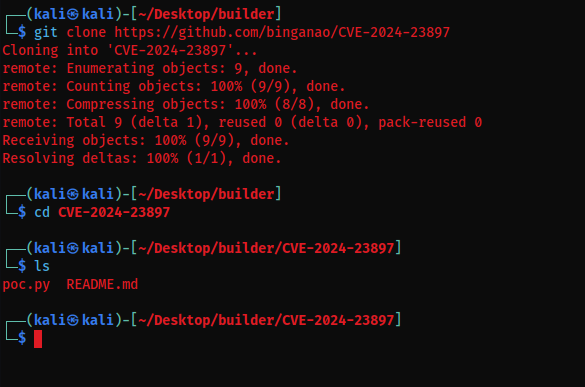 ┌──(kali㉿kali)-[~/Desktop/builder]
└─$ git clone https://github.com/binganao/CVE-2024-23897
Cloning into 'CVE-2024-23897'...
remote: Enumerating objects: 9, done.
remote: Counting objects: 100% (9/9), done.
remote: Compressing objects: 100% (8/8), done.
remote: Total 9 (delta 1), reused 0 (delta 0), pack-reused 0
Receiving objects: 100% (9/9), done.
Resolving deltas: 100% (1/1), done.
┌──(kali㉿kali)-[~/Desktop/builder]
└─$ cd CVE-2024-23897
┌──(kali㉿kali)-[~/Desktop/builder/CVE-2024-23897]
└─$ ls
poc.py  README.md
┌──(kali㉿kali)-[~/Desktop/builder/CVE-2024-23897]
└─$